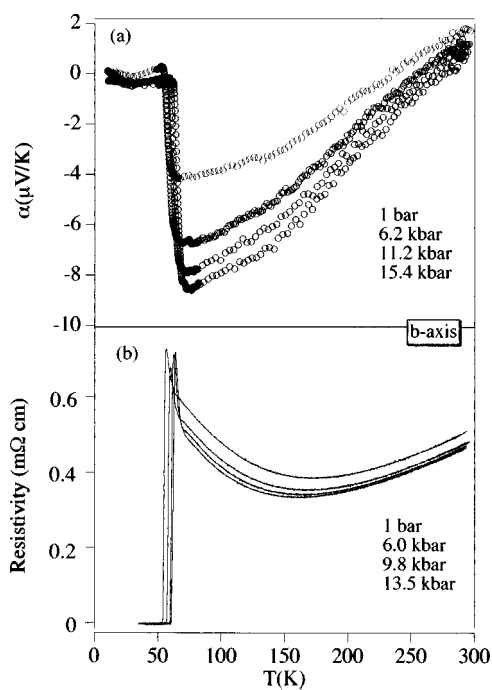 2
(a)
0
-2
-4
α(μV/K)
-6
1 bar
6.2 kbar
11.2 kbar
15.4 kbar
-8
-10
b-axis
(b)
0.6
0.4
Resistivity (mΩ cm)
1 bar
6.0 kbar
9.8 kbar
13.5 kbar
0.2
0
0 50 100 150 200 250 300
T(K)